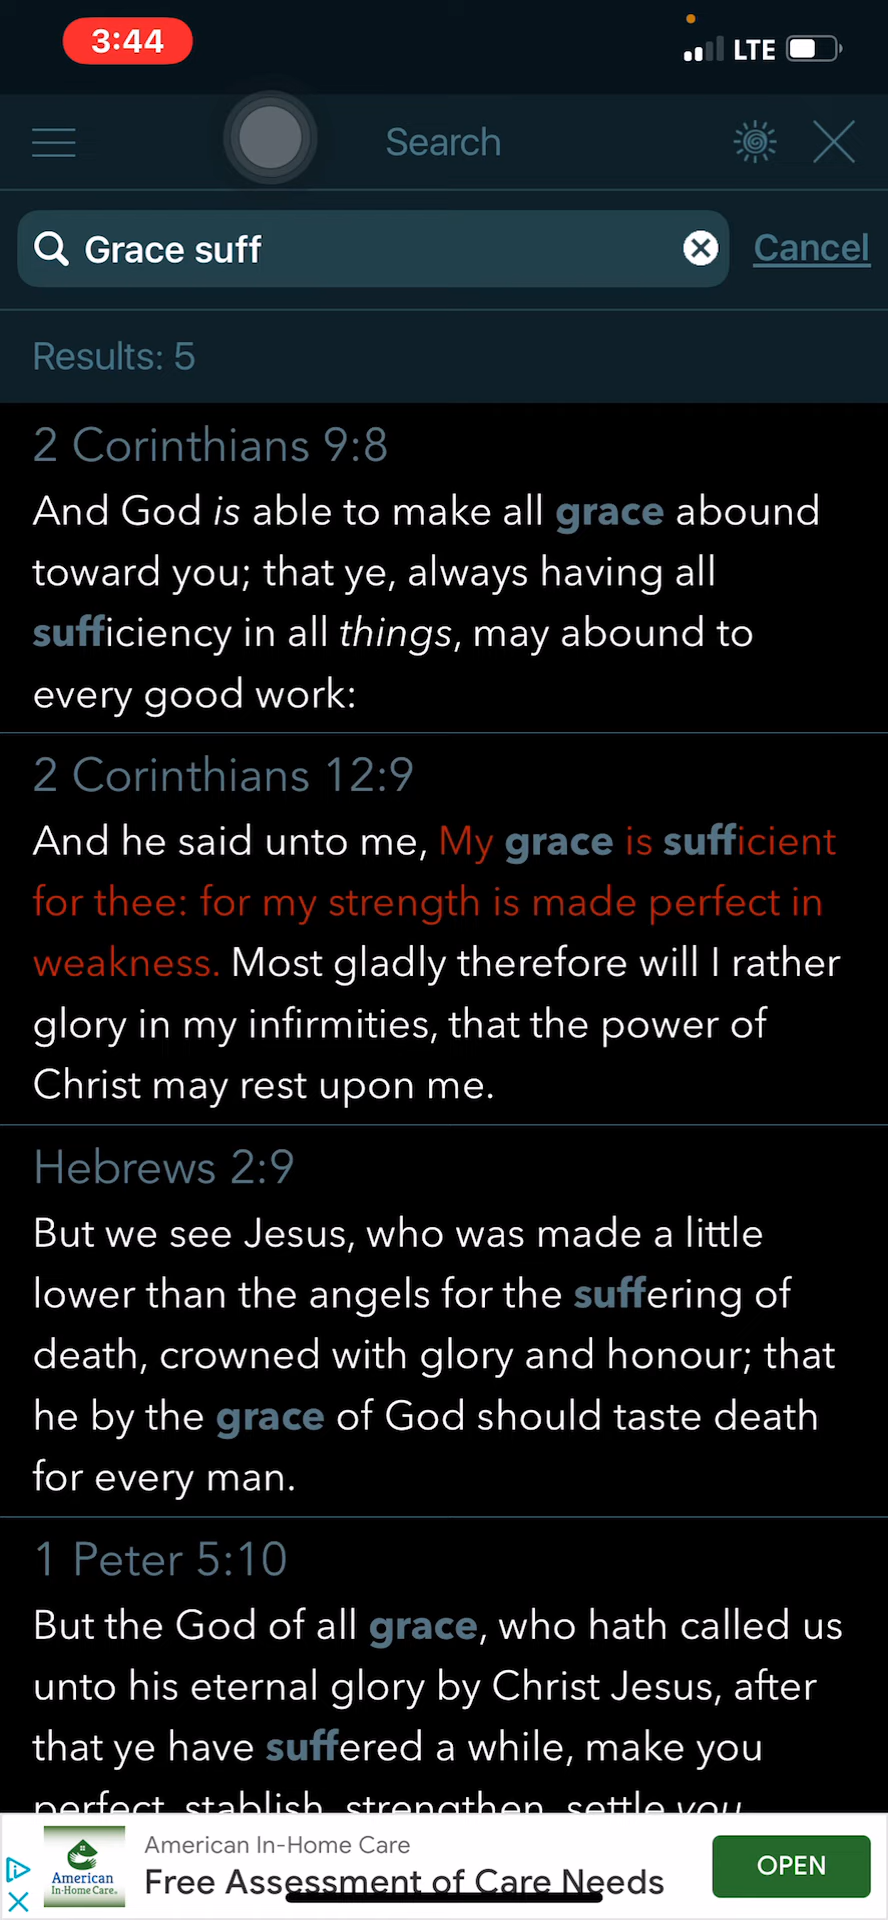 3:44
LTE
Search
Grace suff
Cancel
Results: 5
2 Corinthians 9:8
And God is able to make all grace abound
toward you; that ye, always having all
sufficiency in all things, may abound to
every good work:
2 Corinthians 12:9
And he said unto me, My grace is sufficient
for thee: for my strength is made perfect in
weakness. Most gladly therefore will I rather
glory in my infirmities, that the power of
Christ may rest upon me.
Hebrews 2:9
But we see Jesus, who was made a little
lower than the angels for the suffering of
death, crowned with glory and honour; that
he by the grace of God should taste death
for every man.
1 Peter 5:10
But the God of all grace, who hath called us
unto his eternal glory by Christ Jesus, after
that ye have suffered a while, make you
perfect, stablish, strengthen, settle you
American In-Home Care
American
In-Home Care.
Free Assessment of Care Needs
OPEN